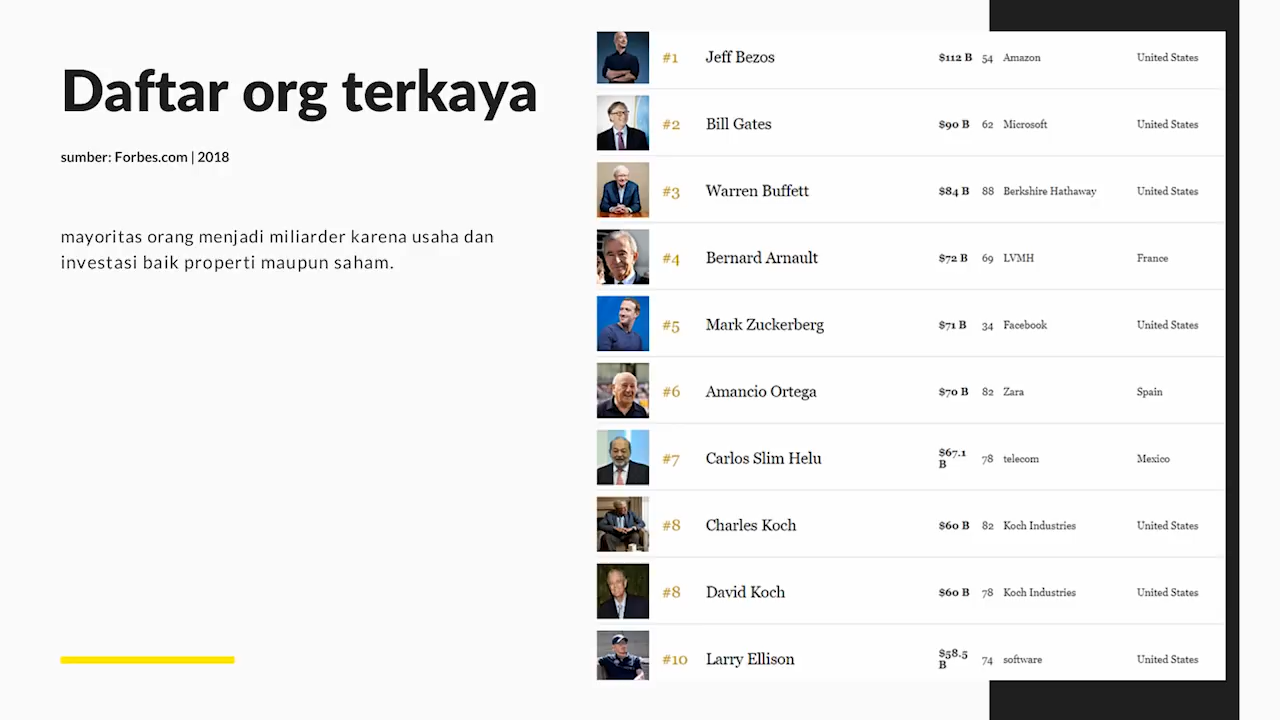 Daftar org terkaya
sumber: Forbes.com | 2018
mayoritas orang menjadi miliarder karena usaha dan
investasi baik properti maupun saham.
#1 Jeff Bezos $112 B 54 Amazon United States
#2 Bill Gates $90 B 62 Microsoft United States
#3 Warren Buffett $84 B 88 Berkshire Hathaway United States
#4 Bernard Arnault $72 B 69 LVMH France
#5 Mark Zuckerberg $71 B 34 Facebook United States
#6 Amancio Ortega $70 B 82 Zara Spain
#7 Carlos Slim Helu $67.1 B 78 telecom Mexico
#8 Charles Koch $60 B 82 Koch Industries United States
#8 David Koch $60 B 78 Koch Industries United States
#10 Larry Ellison $58.5 B 74 software United States